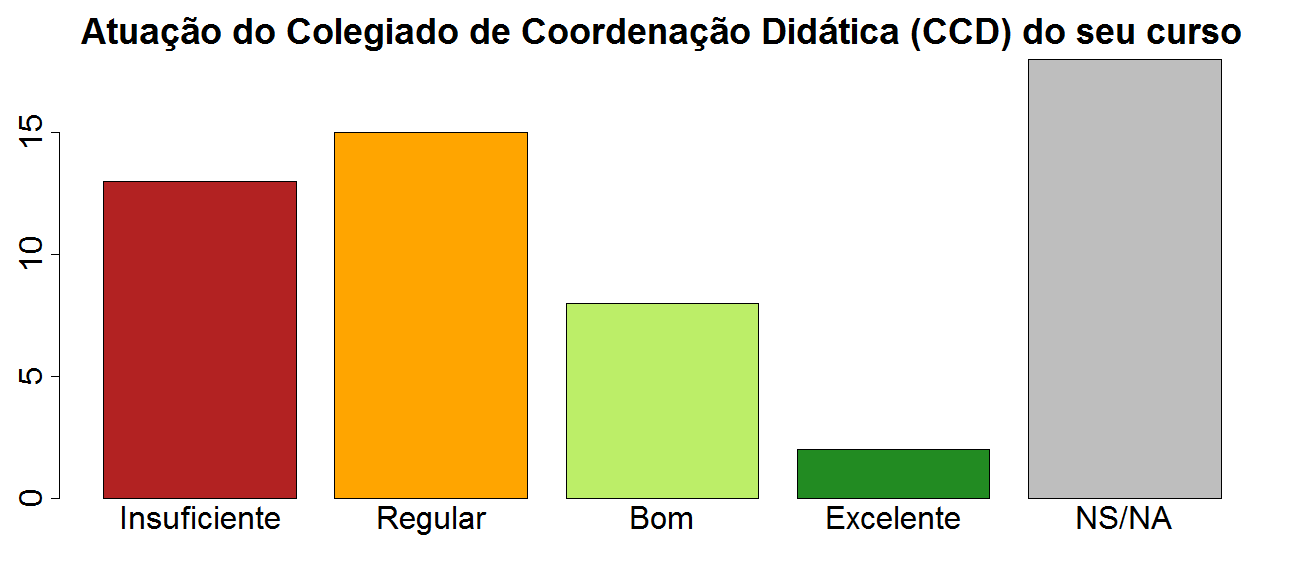 Atuação do Colegiado de Coordenação Didática (CCD) do seu curso
15
10
5
0
Insuficiente Regular Bom Excelente NS/NA